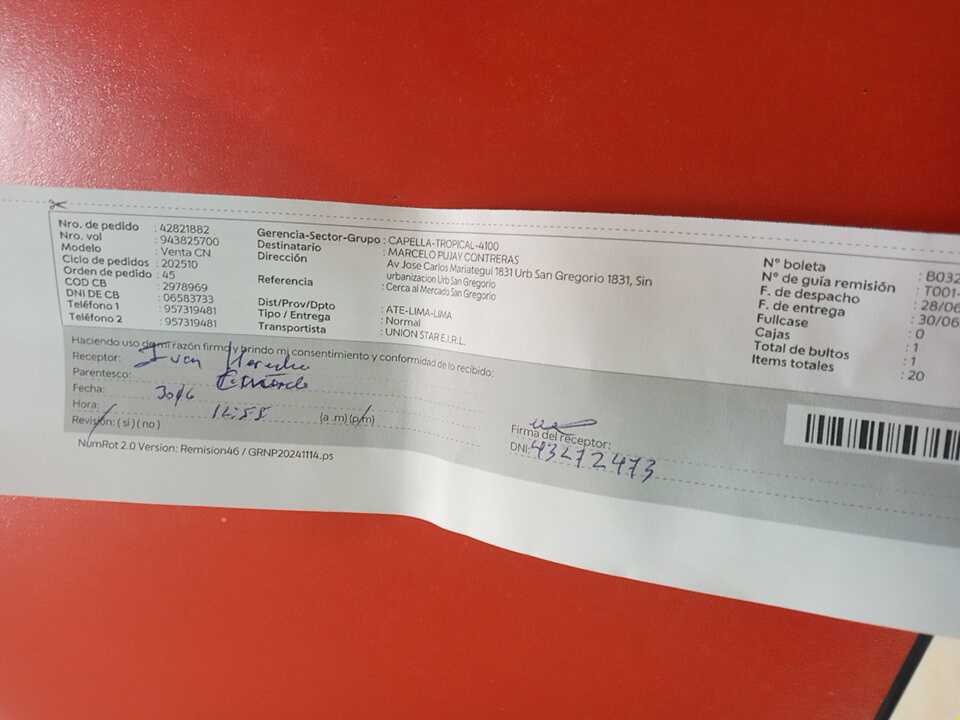 Nro. de pedido : 42821882
Nro. vol : 943825700
Modelo : Venta CN
Ciclo de pedidos : 202510
Orden de pedido : 45
COD CB : 2978969
DNI DE CB : 06583733
Teléfono 1 : 957319481
Teléfono 2 : 957319481
Gerencia-Sector-Grupo : CAPELLA-TROPICAL-4100
Destinatario : MARCELO PUJAY CONTRERAS
Dirección : Av Jose Carlos Mariategui 1831 Urb San Gregorio 1831, Sin
urbanizacion Urb San Gregorio
Referencia : Cerca al Mercado San Gregorio
Dist/Prov/Dpto : ATE-LIMA-LIMA
Tipo / Entrega : Normal
Transportista : UNION STAR E.I.R.L.
N° boleta : B032
N° de guía remisión : T001-
F. de despacho : 28/06
F. de entrega : 30/06
Fullcase : 0
Cajas : 1
Total de bultos : 1
Items totales : 20
Haciendo uso de mi razón firmo y brindo mi consentimiento y conformidad de lo recibido:
Receptor: Ivan
Parentesco:
Fecha: 30/6
Hora: (a .m) (p/m)
Revisión: ( si ) ( no )
Firma del receptor:
DNI: 43472473
NumRot 2.0 Version: Remision46 / GRNP20241114.ps